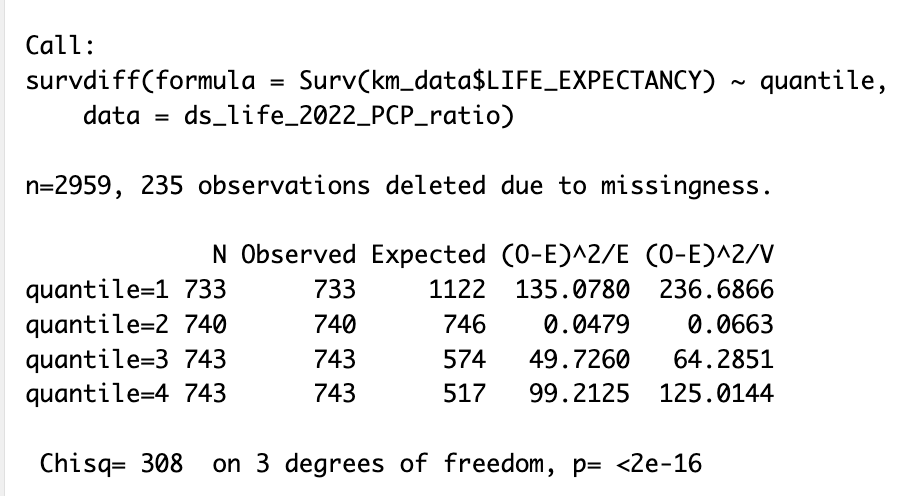 Call:
survdiff(formula = Surv(km_data$LIFE_EXPECTANCY) ~ quantile,
    data = ds_life_2022_PCP_ratio)
n=2959, 235 observations deleted due to missingness.
             N Observed Expected (O-E)^2/E (O-E)^2/V
quantile=1 733      733     1122  135.0780  236.6866
quantile=2 740      740      746    0.0479    0.0663
quantile=3 743      743      574   49.7260   64.2851
quantile=4 743      743      517   99.2125  125.0144
 Chisq= 308  on 3 degrees of freedom, p= <2e-16